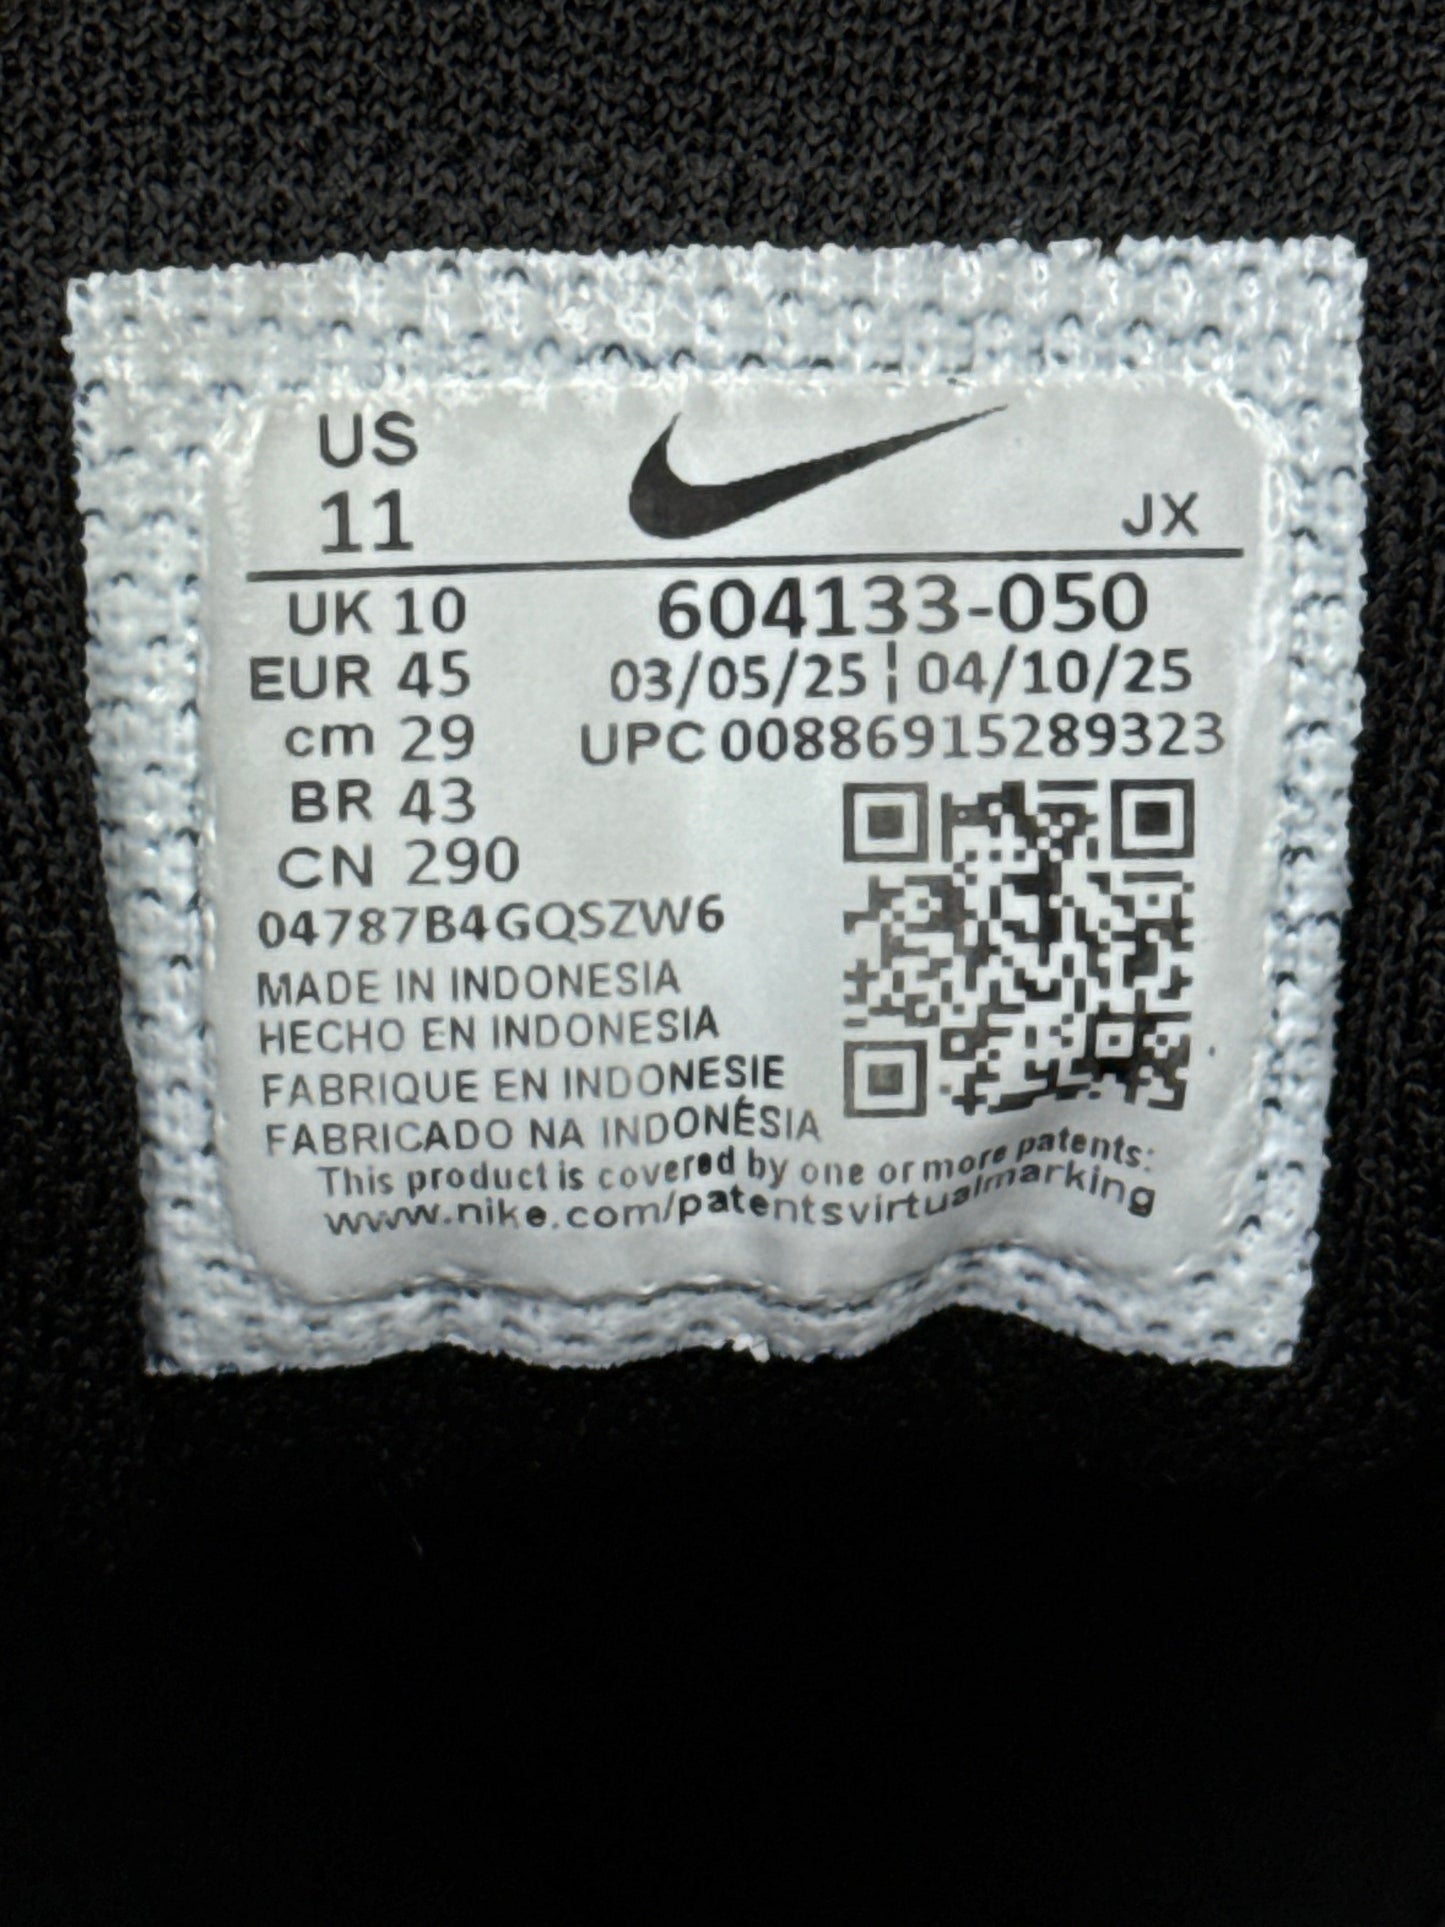 US
11
JX
UK 10
604133-050
EUR 45
03/05/25 ¦ 04/10/25
cm 29
UPC 00886915289323
BR 43
CN 290
04787B4GQSZW6
MADE IN INDONESIA
HECHO EN INDONESIA
FABRIQUE EN INDONESIE
FABRICADO NA INDONÉSIA
This product is covered by one or more patents:
www.nike.com/patentsvirtualmarking